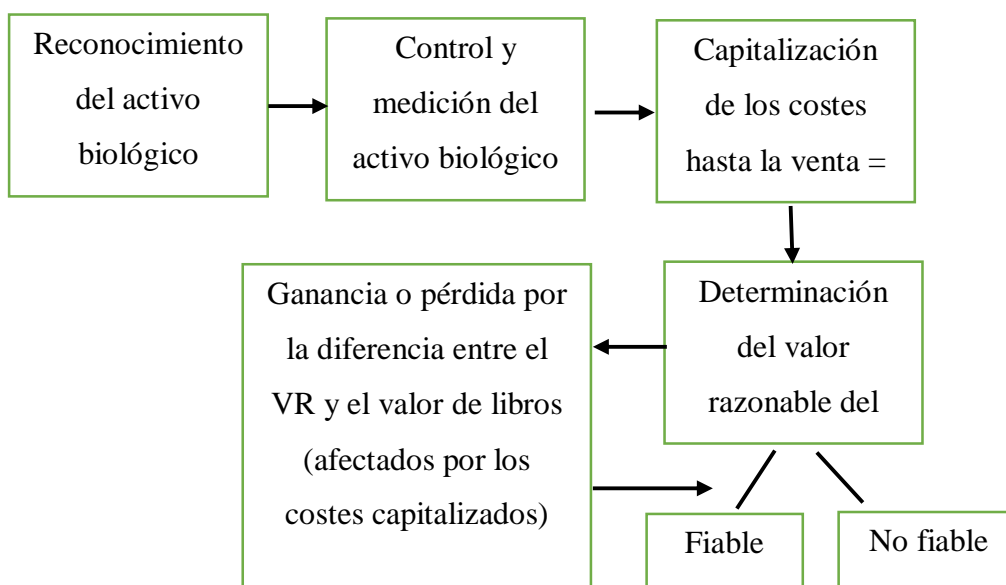 Reconocimiento
del activo
biológico
Control y
medición del
activo biológico
Capitalización
de los costes
hasta la venta =
Determinación
del valor
razonable del
Ganancia o pérdida por
la diferencia entre el
VR y el valor de libros
(afectados por los
costes capitalizados)
Fiable
No fiable